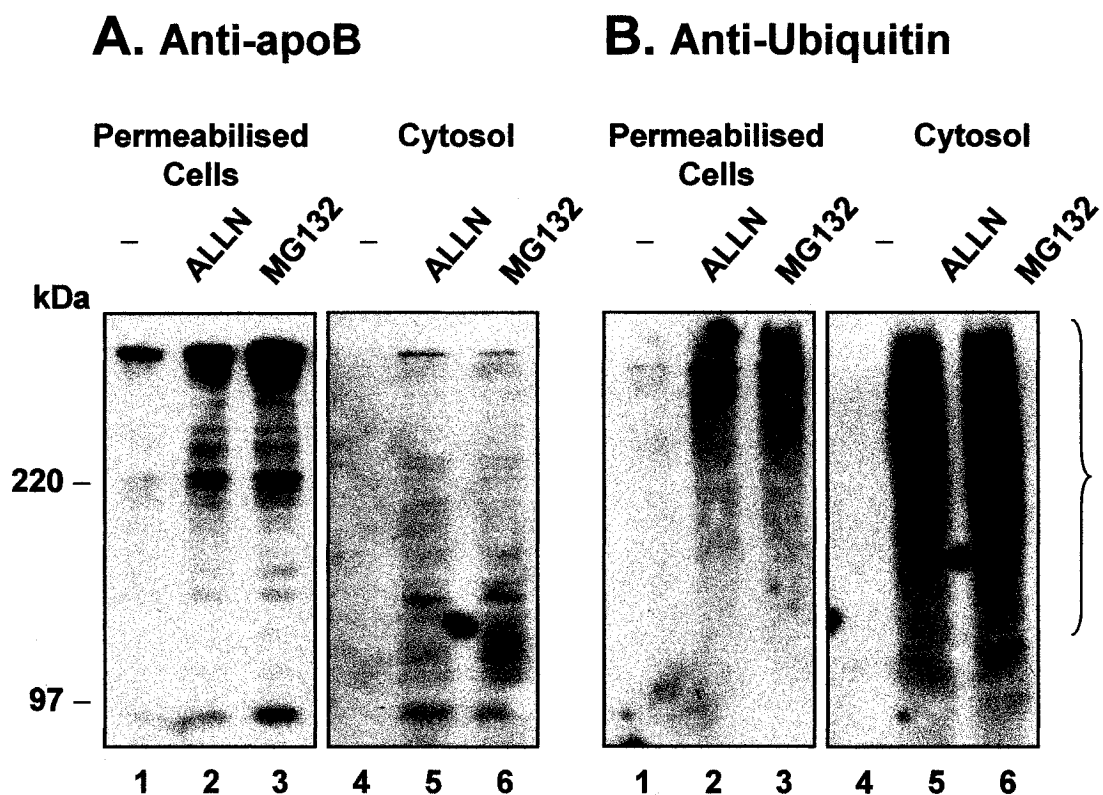 A. Anti-apoB
B. Anti-Ubiquitin
Permeabilised
Cells
Cytosol
Permeabilised
Cells
Cytosol
– ALLN MG132 – ALLN MG132
– ALLN MG132 – ALLN MG132
kDa
220 –
97 –
1 2 3 4 5 6
1 2 3 4 5 6